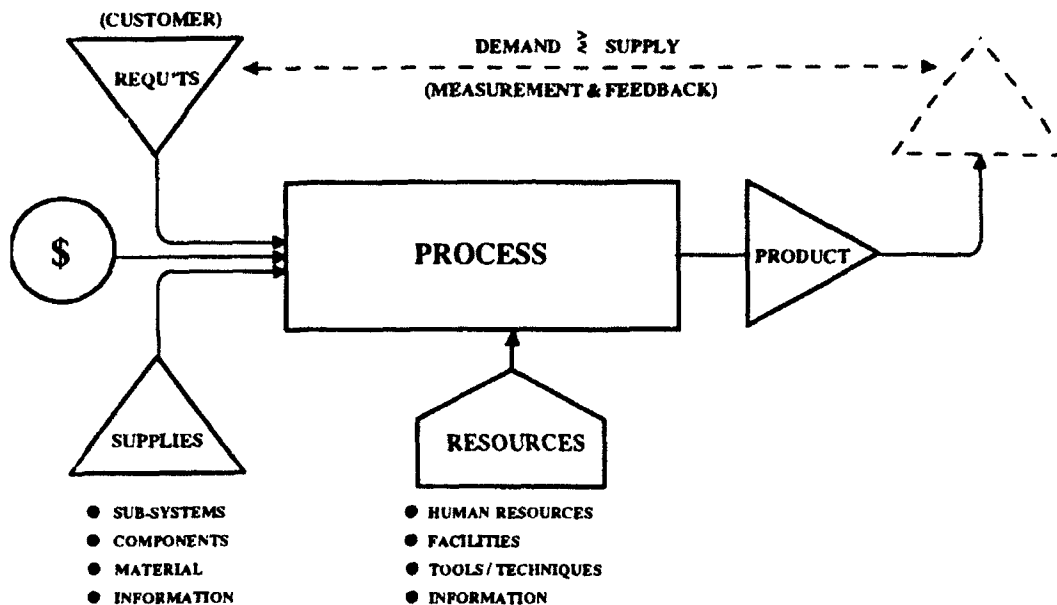 (CUSTOMER)
REQU'TS
DEMAND ≷ SUPPLY
(MEASUREMENT & FEEDBACK)
$
PROCESS
PRODUCT
SUPPLIES
RESOURCES
● SUB-SYSTEMS
● COMPONENTS
● MATERIAL
● INFORMATION
● HUMAN RESOURCES
● FACILITIES
● TOOLS / TECHNIQUES
● INFORMATION